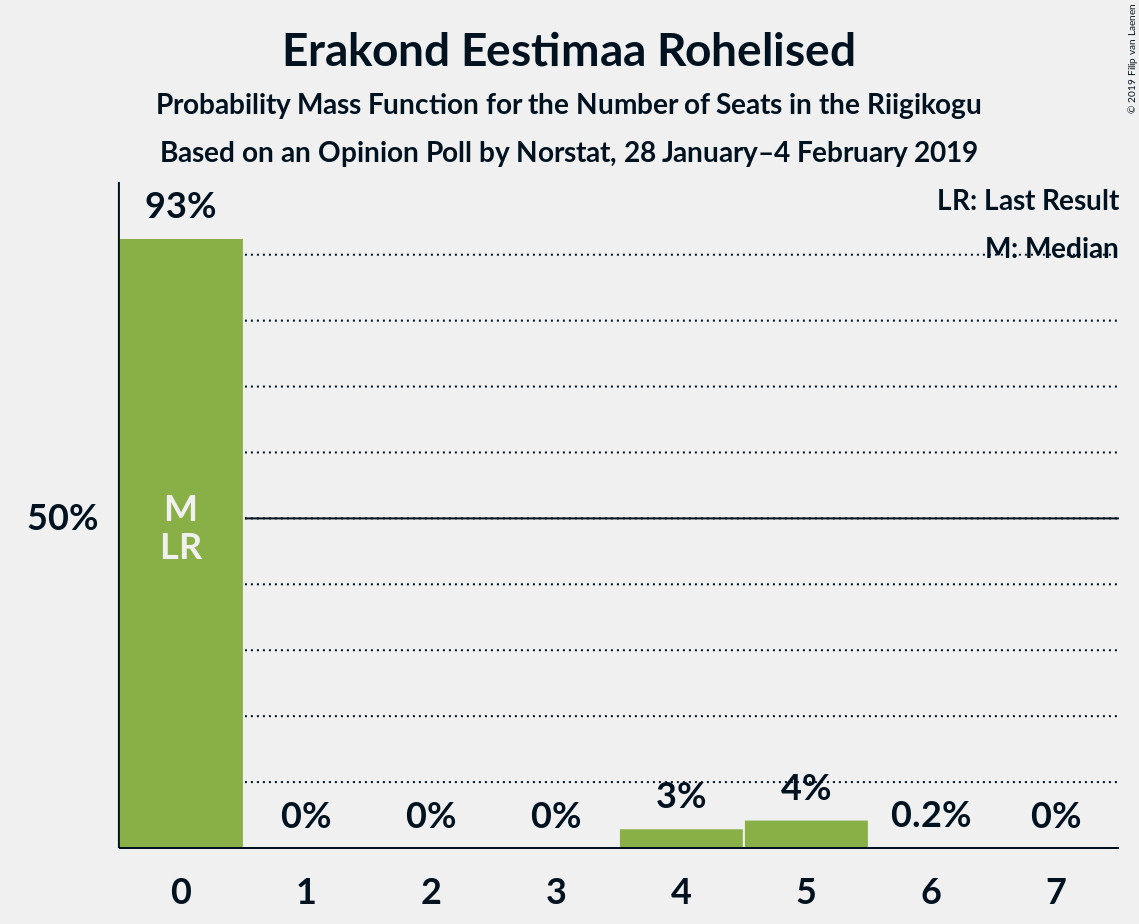 Erakond Eestimaa Rohelised
Probability Mass Function for the Number of Seats in the Riigikogu
Based on an Opinion Poll by Norstat, 28 January–4 February 2019
© 2019 Filip van Laenen
LR: Last Result
M: Median
93%
50%
M
LR
0%
0%
0%
3%
4%
0.2%
0%
0 1 2 3 4 5 6 7